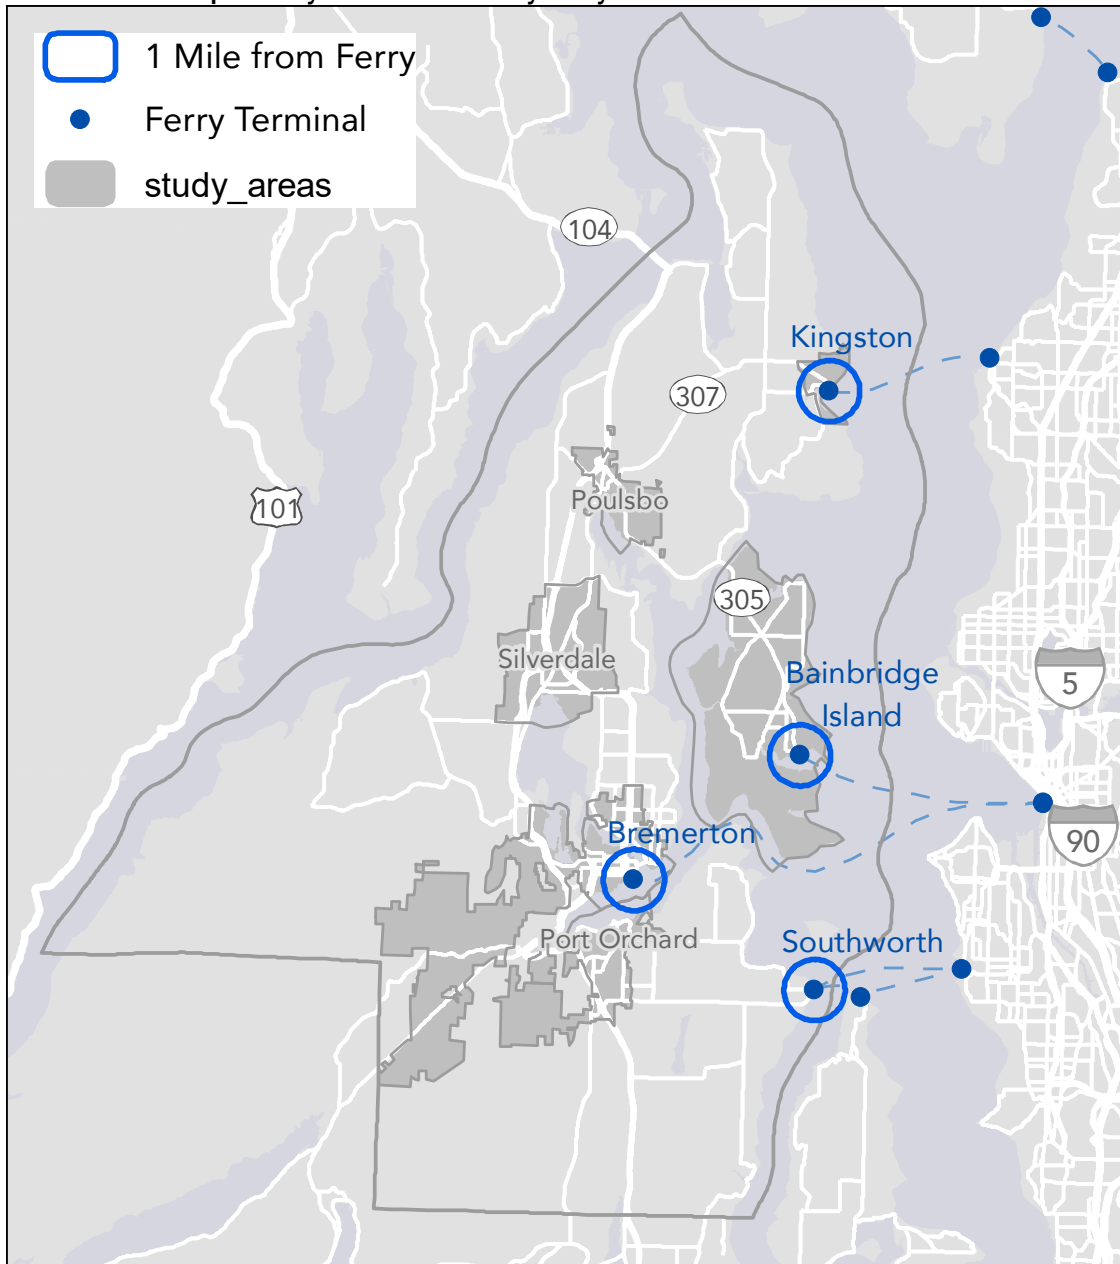 1 Mile from Ferry
Ferry Terminal
study_areas
104
Kingston
307
101
Poulsbo
305
Silverdale
Bainbridge
Island
5
90
Bremerton
Port Orchard
Southworth